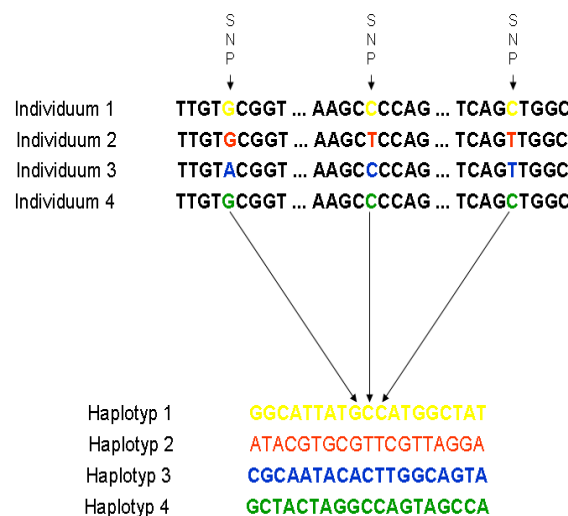 S S S
N N N
P P P
Individuum 1 TTGTGCGGT ... AAGCCCCAG ... TCAGCTGGC
Individuum 2 TTGTGCGGT ... AAGCTCCAG ... TCAGTTGGC
Individuum 3 TTGTACGGT ... AAGCCCCAG ... TCAGTTGGC
Individuum 4 TTGTGCGGT ... AAGCCCCAG ... TCAGCTGGC
Haplotyp 1 GGCATTATGCCATGGCTAT
Haplotyp 2 ATACGTGCGTTCGTTAGGA
Haplotyp 3 CGCAATACACTTGGCAGTA
Haplotyp 4 GCTACTAGGCCAGTAGCCA